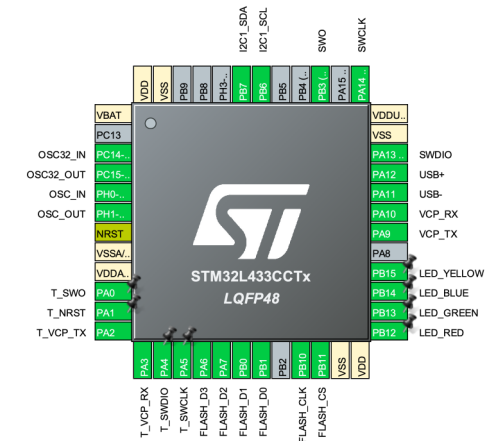 I2C1_SDA
I2C1_SCL
SWO
SWCLK
VDD
VSS
PB9
PB8
PH3-..
PB7
PB6
PB5
PB4 (..
PB3 (..
PA15 ..
PA14 ..
VBAT
PC13
OSC32_IN PC14-..
OSC32_OUT PC15-..
OSC_IN PH0-..
OSC_OUT PH1-..
NRST
VSSA/..
VDDA..
T_SWO PA0
T_NRST PA1
T_VCP_TX PA2
ST
STM32L433CCTx
LQFP48
VDDU..
VSS
PA13 .. SWDIO
PA12 USB+
PA11 USB-
PA10 VCP_RX
PA9 VCP_TX
PA8
PB15 LED_YELLOW
PB14 LED_BLUE
PB13 LED_GREEN
PB12 LED_RED
PA3
PA4
PA5
PA6
PA7
PB0
PB1
PB2
PB10
PB11
VSS
VDD
T_VCP_RX
T_SWDIO
T_SWCLK
FLASH_D3
FLASH_D2
FLASH_D1
FLASH_D0
FLASH_CLK
FLASH_CS